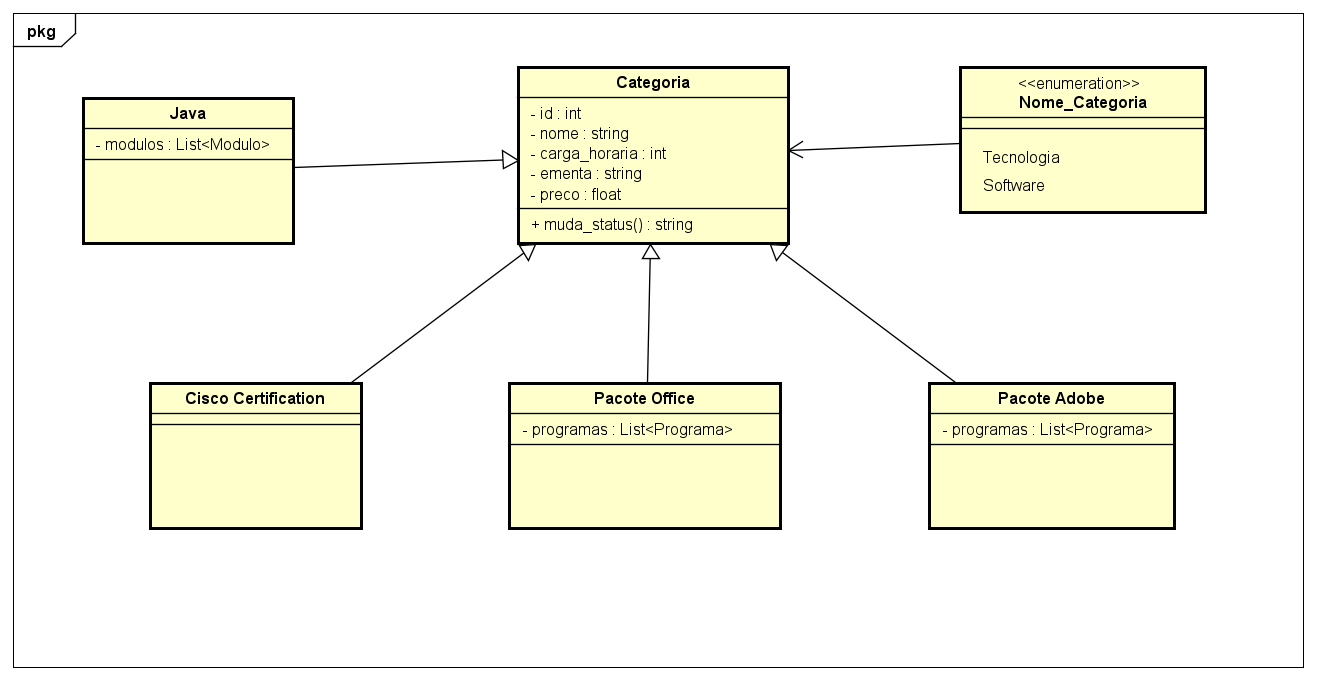 pkg
Java
- modulos : List<Modulo>
Categoria
- id : int
- nome : string
- carga_horaria : int
- ementa : string
- preco : float
+ muda_status() : string
<<enumeration>>
Nome_Categoria
Tecnologia
Software
Cisco Certification
Pacote Office
- programas : List<Programa>
Pacote Adobe
- programas : List<Programa>